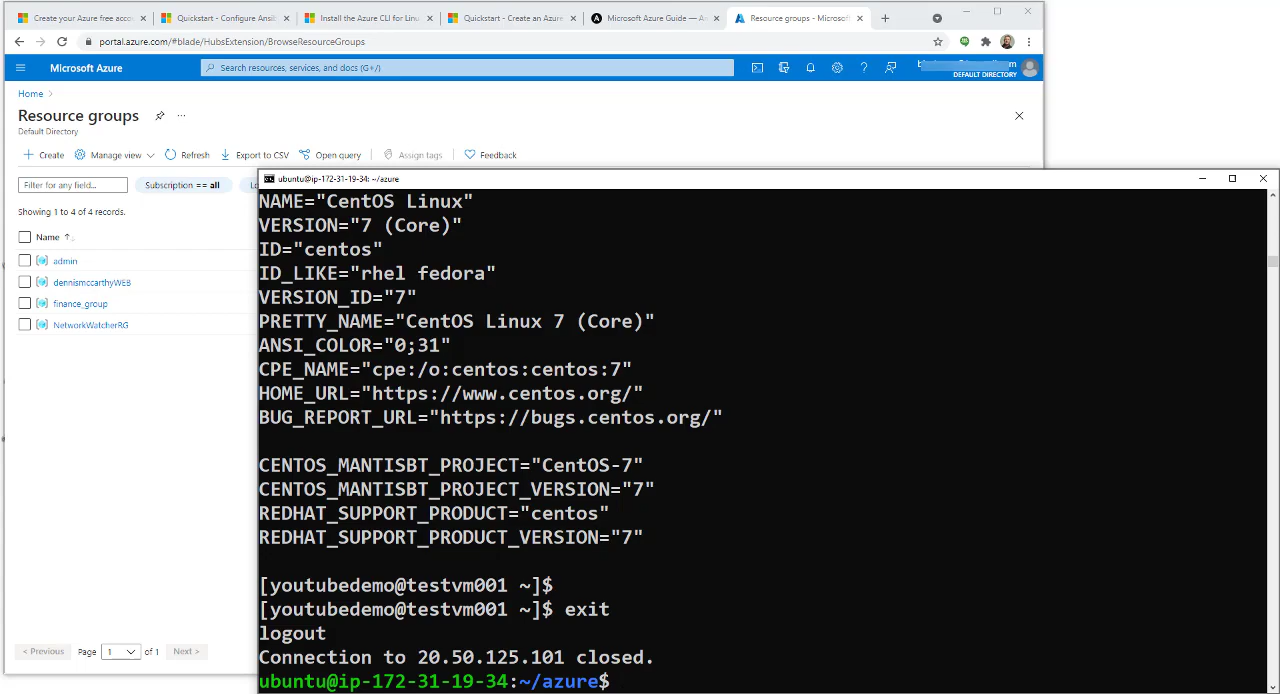 Create your Azure free acco
Quickstart - Configure Ansib
Install the Azure CLI for Linu
Quickstart - Create an Azure
Microsoft Azure Guide — A
Resource groups - Microsof
portal.azure.com/#blade/HubsExtension/BrowseResourceGroups
Microsoft Azure
Search resources, services, and docs (G+/)
DEFAULT DIRECTORY
Home >
Resource groups
Default Directory
Create
Manage view
Refresh
Export to CSV
Open query
Assign tags
Feedback
Filter for any field...
Subscription == all
Lo
Showing 1 to 4 of 4 records.
Name ↑↓
admin
dennismccarthyWEB
finance_group
NetworkWatcherRG
< Previous
Page
1
of 1
Next >
ubuntu@ip-172-31-19-34: ~/azure
NAME="CentOS Linux"
VERSION="7 (Core)"
ID="centos"
ID_LIKE="rhel fedora"
VERSION_ID="7"
PRETTY_NAME="CentOS Linux 7 (Core)"
ANSI_COLOR="0;31"
CPE_NAME="cpe:/o:centos:centos:7"
HOME_URL="https://www.centos.org/"
BUG_REPORT_URL="https://bugs.centos.org/"
CENTOS_MANTISBT_PROJECT="CentOS-7"
CENTOS_MANTISBT_PROJECT_VERSION="7"
REDHAT_SUPPORT_PRODUCT="centos"
REDHAT_SUPPORT_PRODUCT_VERSION="7"
[youtubedemo@testvm001 ~]$
[youtubedemo@testvm001 ~]$ exit
logout
Connection to 20.50.125.101 closed.
ubuntu@ip-172-31-19-34:~/azure$